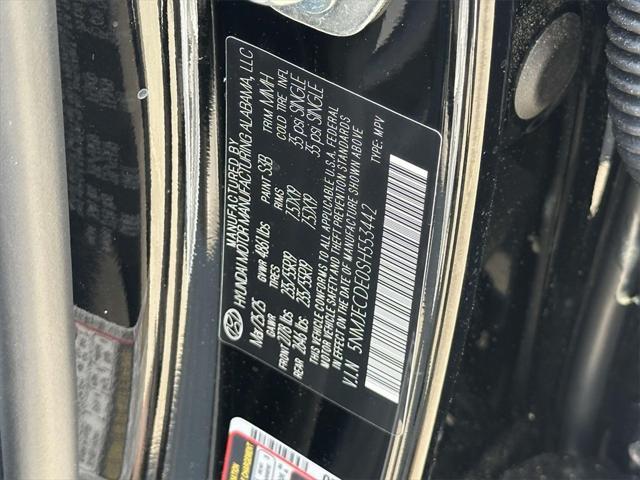 MANUFACTURED BY
HYUNDAI MOTOR MANUFACTURING ALABAMA, LLC
Mar/25/25 GVWR 4861 lbs PAINT S3B TRIM MMH
GAWR TIRES RIMS COLD TIRE INFL
FRONT 2778 lbs 235/55R19 7.5JX19 35 PSI SINGLE
REAR 2646 lbs 235/55R19 7.5JX19 35 PSI SINGLE
THIS VEHICLE CONFORMS TO ALL APPLICABLE U.S.A. FEDERAL
MOTOR VEHICLE SAFETY AND THEFT PREVENTION STANDARDS
IN EFFECT ON THE DATE OF MANUFACTURE SHOWN ABOVE
V.I.N 5NMJECDE0SH553442 TYPE: MPV